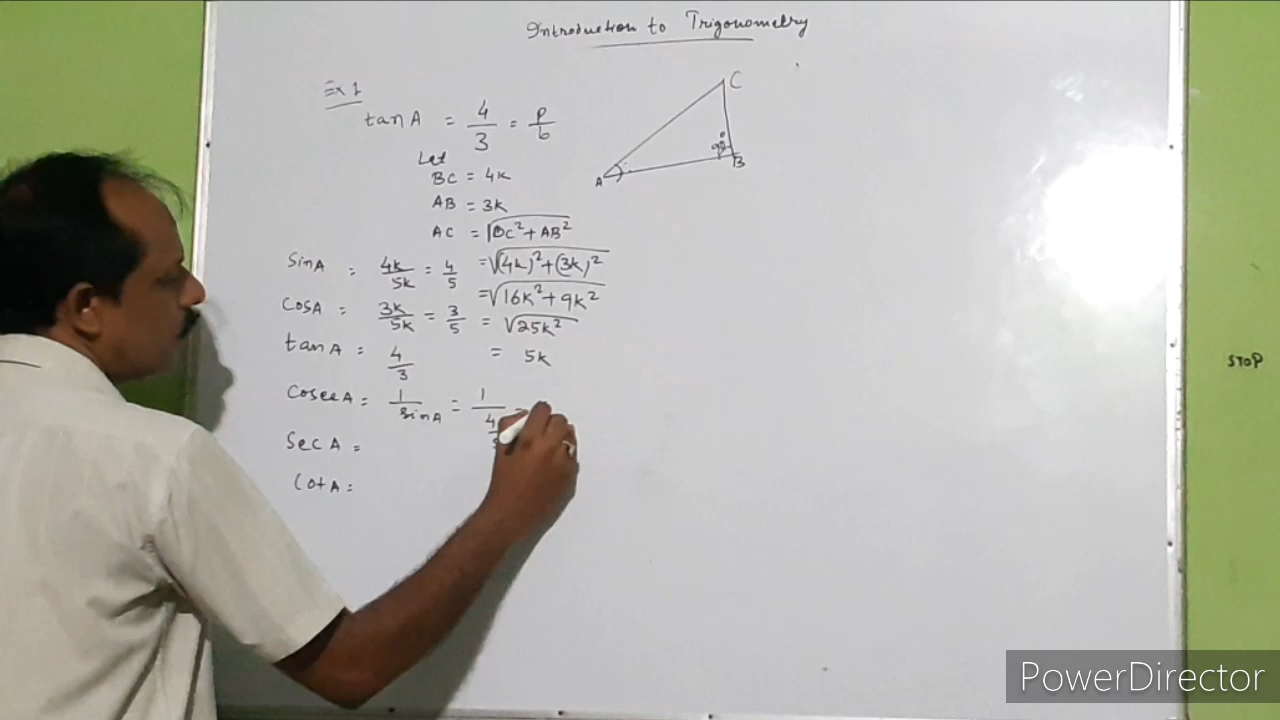 Introduction to Trigonometry
Ex 1
tan A = 4/3 = P/b
Let
BC = 4k
AB = 3k
AC = √BC²+AB²
=√(4k)²+(3k)²
=√16k²+9k²
= √25k²
= 5k
Sin A = 4k/5k = 4/5
Cos A = 3k/5k = 3/5
tan A = 4/3
Cosec A = 1/sin A = 1/4/5 =
Sec A =
Cot A =
C
90°
B
A
STOP
PowerDirector